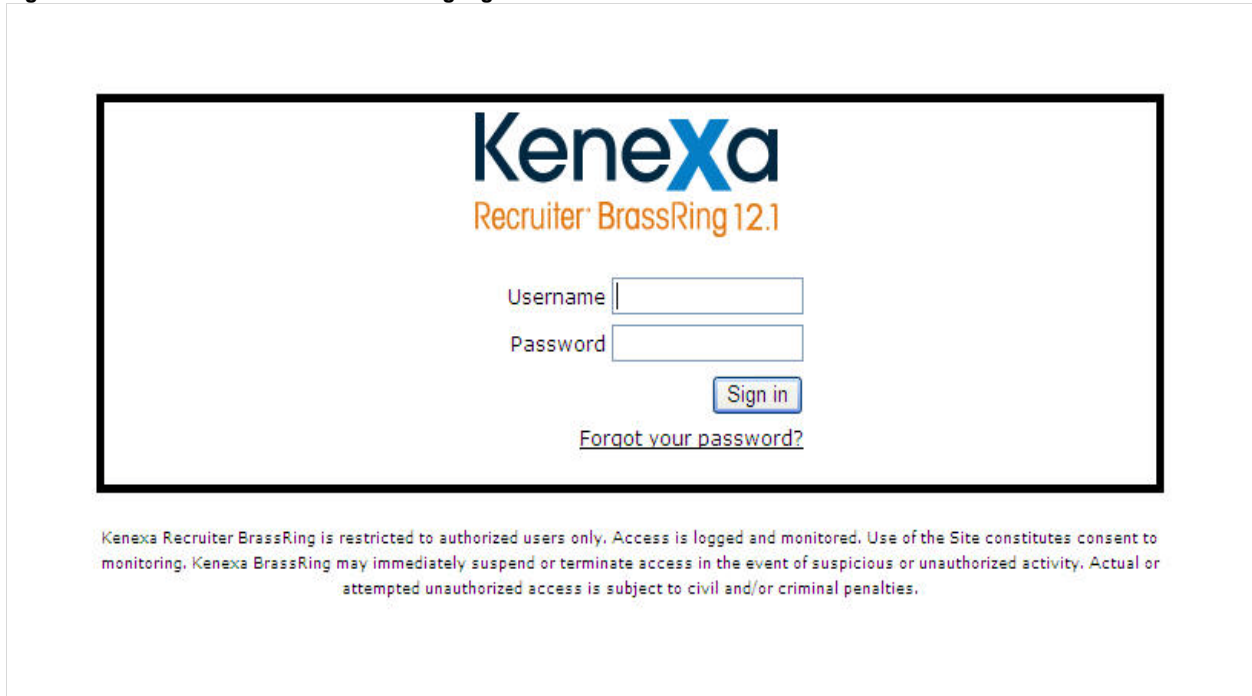 Kenexa
Recruiter™ BrassRing 12.1
Username
Password
Sign in
Forgot your password?
Kenexa Recruiter BrassRing is restricted to authorized users only. Access is logged and monitored. Use of the Site constitutes consent to
monitoring. Kenexa BrassRing may immediately suspend or terminate access in the event of suspicious or unauthorized activity. Actual or
attempted unauthorized access is subject to civil and/or criminal penalties.